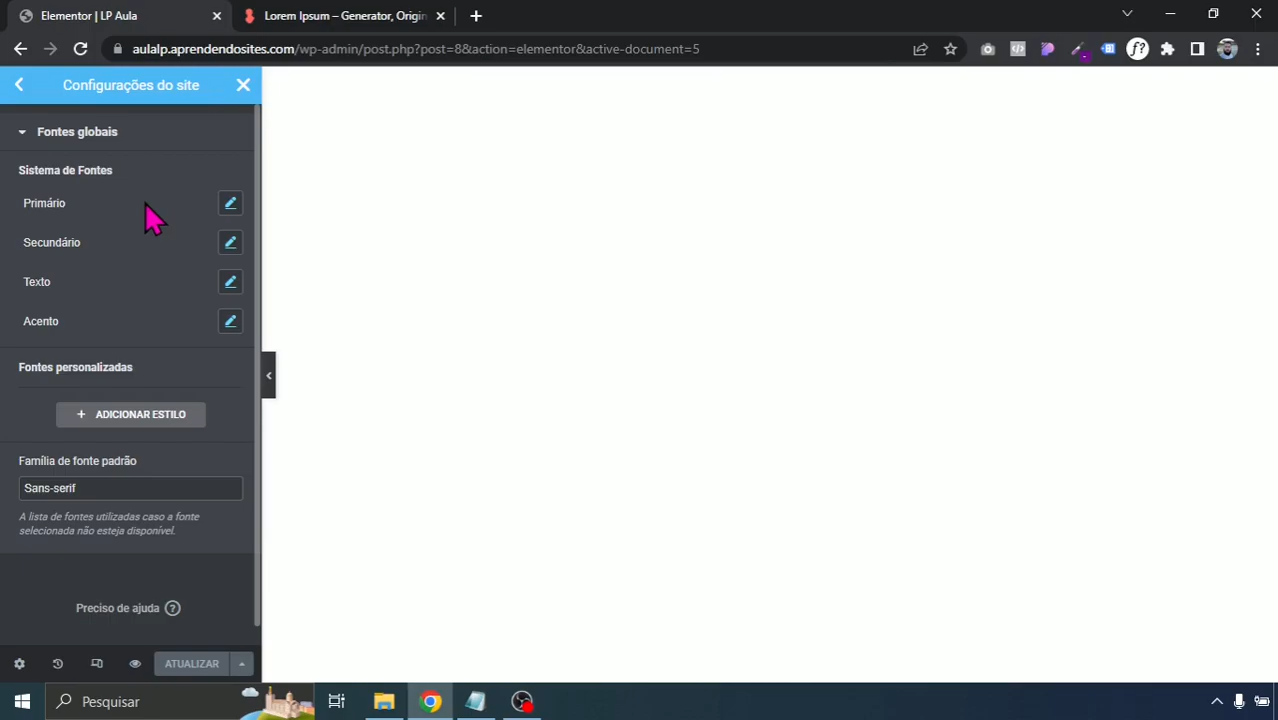 Elementor | LP Aula
Lorem Ipsum – Generator, Origin
aulalp.aprendendosites.com/wp-admin/post.php?post=8&action=elementor&active-document=5
f?
Configurações do site
Fontes globais
Sistema de Fontes
Primário
Secundário
Texto
Acento
Fontes personalizadas
+ ADICIONAR ESTILO
Família de fonte padrão
Sans-serif
A lista de fontes utilizadas caso a fonte
selecionada não esteja disponível.
Preciso de ajuda ?
ATUALIZAR
Pesquisar